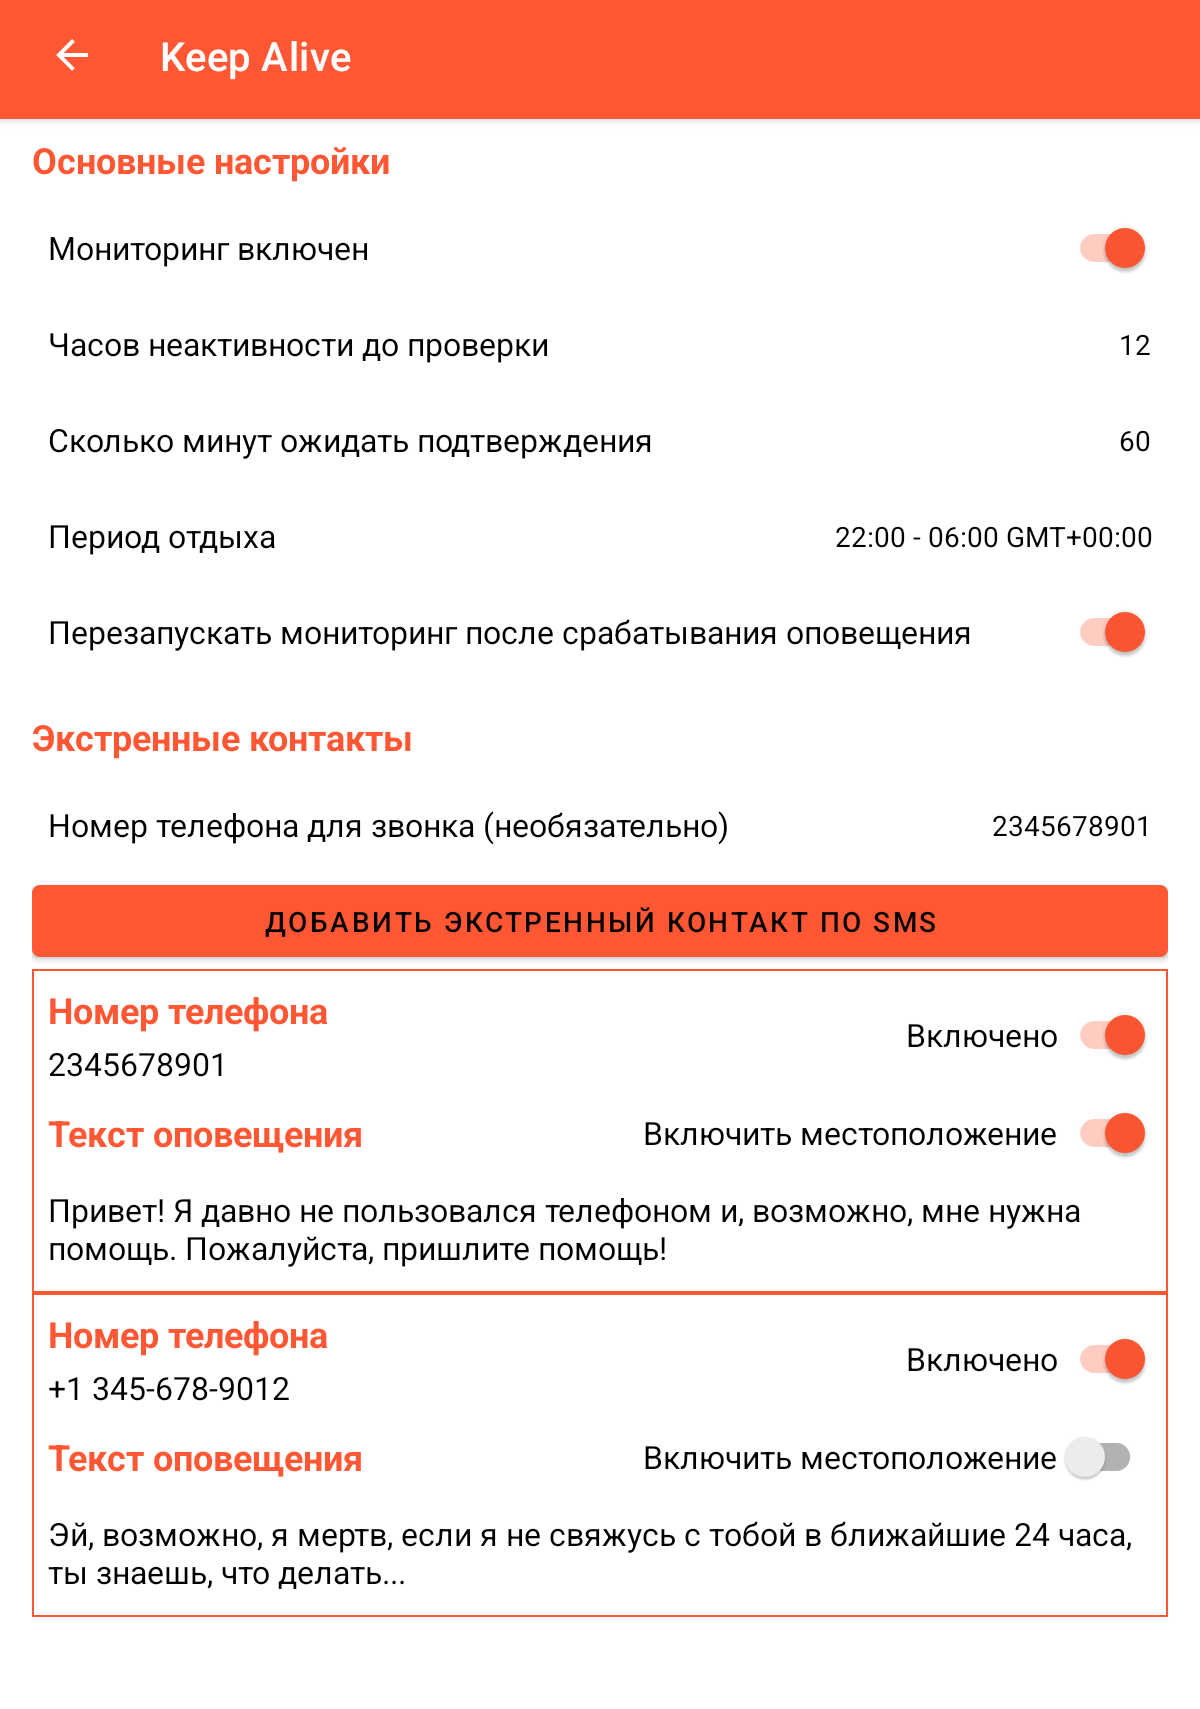 Keep Alive
Основные настройки
Мониторинг включен
Часов неактивности до проверки 12
Сколько минут ожидать подтверждения 60
Период отдыха 22:00 - 06:00 GMT+00:00
Перезапускать мониторинг после срабатывания оповещения
Экстренные контакты
Номер телефона для звонка (необязательно) 2345678901
ДОБАВИТЬ ЭКСТРЕННЫЙ КОНТАКТ ПО SMS
Номер телефона
Включено
2345678901
Текст оповещения Включить местоположение
Привет! Я давно не пользовался телефоном и, возможно, мне нужна
помощь. Пожалуйста, пришлите помощь!
Номер телефона
Включено
+1 345-678-9012
Текст оповещения Включить местоположение
Эй, возможно, я мертв, если я не свяжусь с тобой в ближайшие 24 часа,
ты знаешь, что делать...